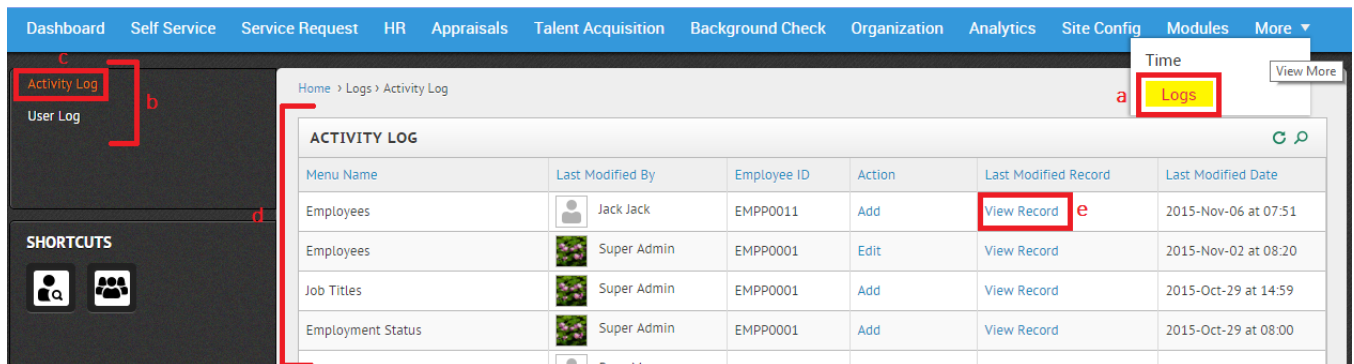 Dashboard Self Service Service Request HR Appraisals Talent Acquisition Background Check Organization Analytics Site Config Modules More ▼
Time
View More
a Logs
c
Activity Log
b
User Log
Home › Logs › Activity Log
ACTIVITY LOG
Menu Name Last Modified By Employee ID Action Last Modified Record Last Modified Date
d
Employees Jack Jack EMPP0011 Add View Record e 2015-Nov-06 at 07:51
SHORTCUTS
Employees Super Admin EMPP0001 Edit View Record 2015-Nov-02 at 08:20
Job Titles Super Admin EMPP0001 Add View Record 2015-Oct-29 at 14:59
Employment Status Super Admin EMPP0001 Add View Record 2015-Oct-29 at 08:00